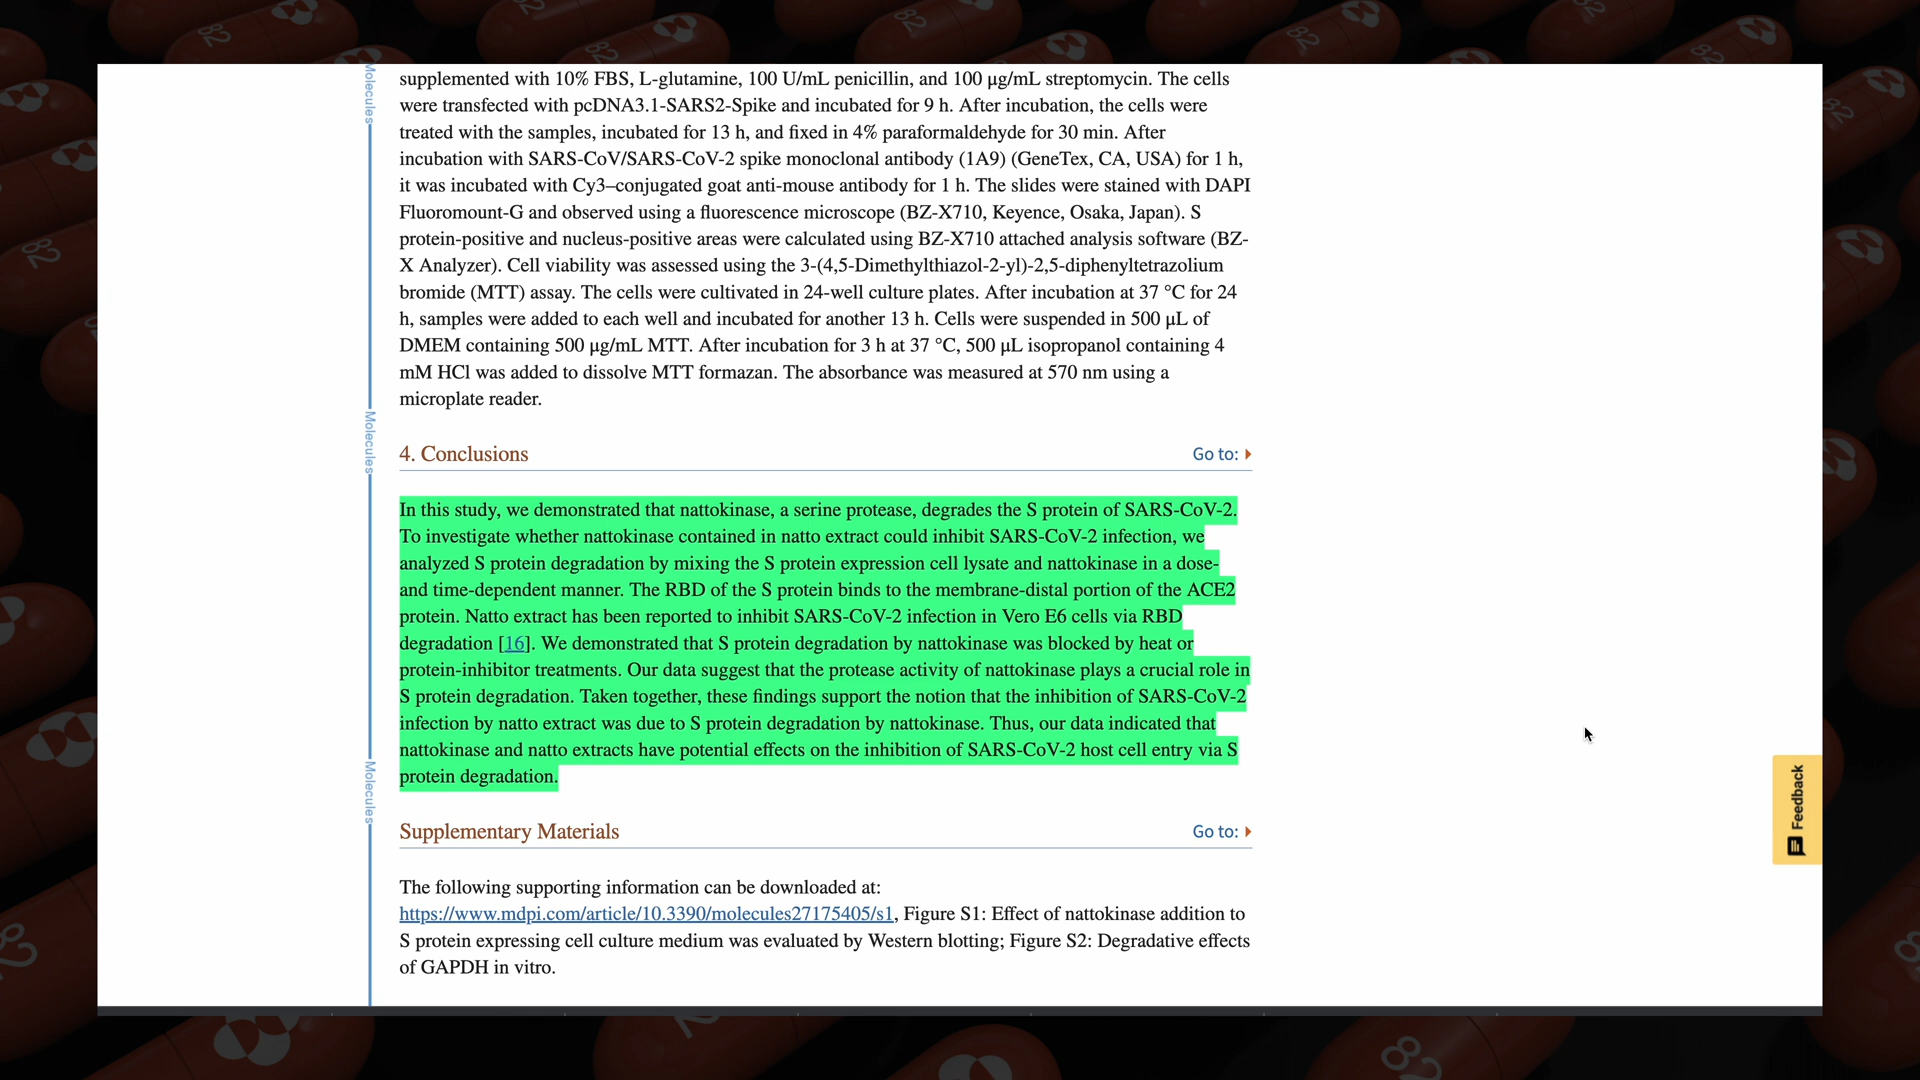 supplemented with 10% FBS, L-glutamine, 100 U/mL penicillin, and 100 μg/mL streptomycin. The cells
were transfected with pcDNA3.1-SARS2-Spike and incubated for 9 h. After incubation, the cells were
treated with the samples, incubated for 13 h, and fixed in 4% paraformaldehyde for 30 min. After
incubation with SARS-CoV/SARS-CoV-2 spike monoclonal antibody (1A9) (GeneTex, CA, USA) for 1 h,
it was incubated with Cy3–conjugated goat anti-mouse antibody for 1 h. The slides were stained with DAPI
Fluoromount-G and observed using a fluorescence microscope (BZ-X710, Keyence, Osaka, Japan). S
protein-positive and nucleus-positive areas were calculated using BZ-X710 attached analysis software (BZ-
X Analyzer). Cell viability was assessed using the 3-(4,5-Dimethylthiazol-2-yl)-2,5-diphenyltetrazolium
bromide (MTT) assay. The cells were cultivated in 24-well culture plates. After incubation at 37 °C for 24
h, samples were added to each well and incubated for another 13 h. Cells were suspended in 500 μL of
DMEM containing 500 μg/mL MTT. After incubation for 3 h at 37 °C, 500 μL isopropanol containing 4
mM HCl was added to dissolve MTT formazan. The absorbance was measured at 570 nm using a
microplate reader.
4. Conclusions
Go to:
In this study, we demonstrated that nattokinase, a serine protease, degrades the S protein of SARS-CoV-2.
To investigate whether nattokinase contained in natto extract could inhibit SARS-CoV-2 infection, we
analyzed S protein degradation by mixing the S protein expression cell lysate and nattokinase in a dose-
and time-dependent manner. The RBD of the S protein binds to the membrane-distal portion of the ACE2
protein. Natto extract has been reported to inhibit SARS-CoV-2 infection in Vero E6 cells via RBD
degradation [16]. We demonstrated that S protein degradation by nattokinase was blocked by heat or
protein-inhibitor treatments. Our data suggest that the protease activity of nattokinase plays a crucial role in
S protein degradation. Taken together, these findings support the notion that the inhibition of SARS-CoV-2
infection by natto extract was due to S protein degradation by nattokinase. Thus, our data indicated that
nattokinase and natto extracts have potential effects on the inhibition of SARS-CoV-2 host cell entry via S
protein degradation.
Supplementary Materials
Go to:
The following supporting information can be downloaded at:
https://www.mdpi.com/article/10.3390/molecules27175405/s1, Figure S1: Effect of nattokinase addition to
S protein expressing cell culture medium was evaluated by Western blotting; Figure S2: Degradative effects
of GAPDH in vitro.
Molecules
Molecules
Molecules
Feedback
82
82
82
82
82
82
82
82
82